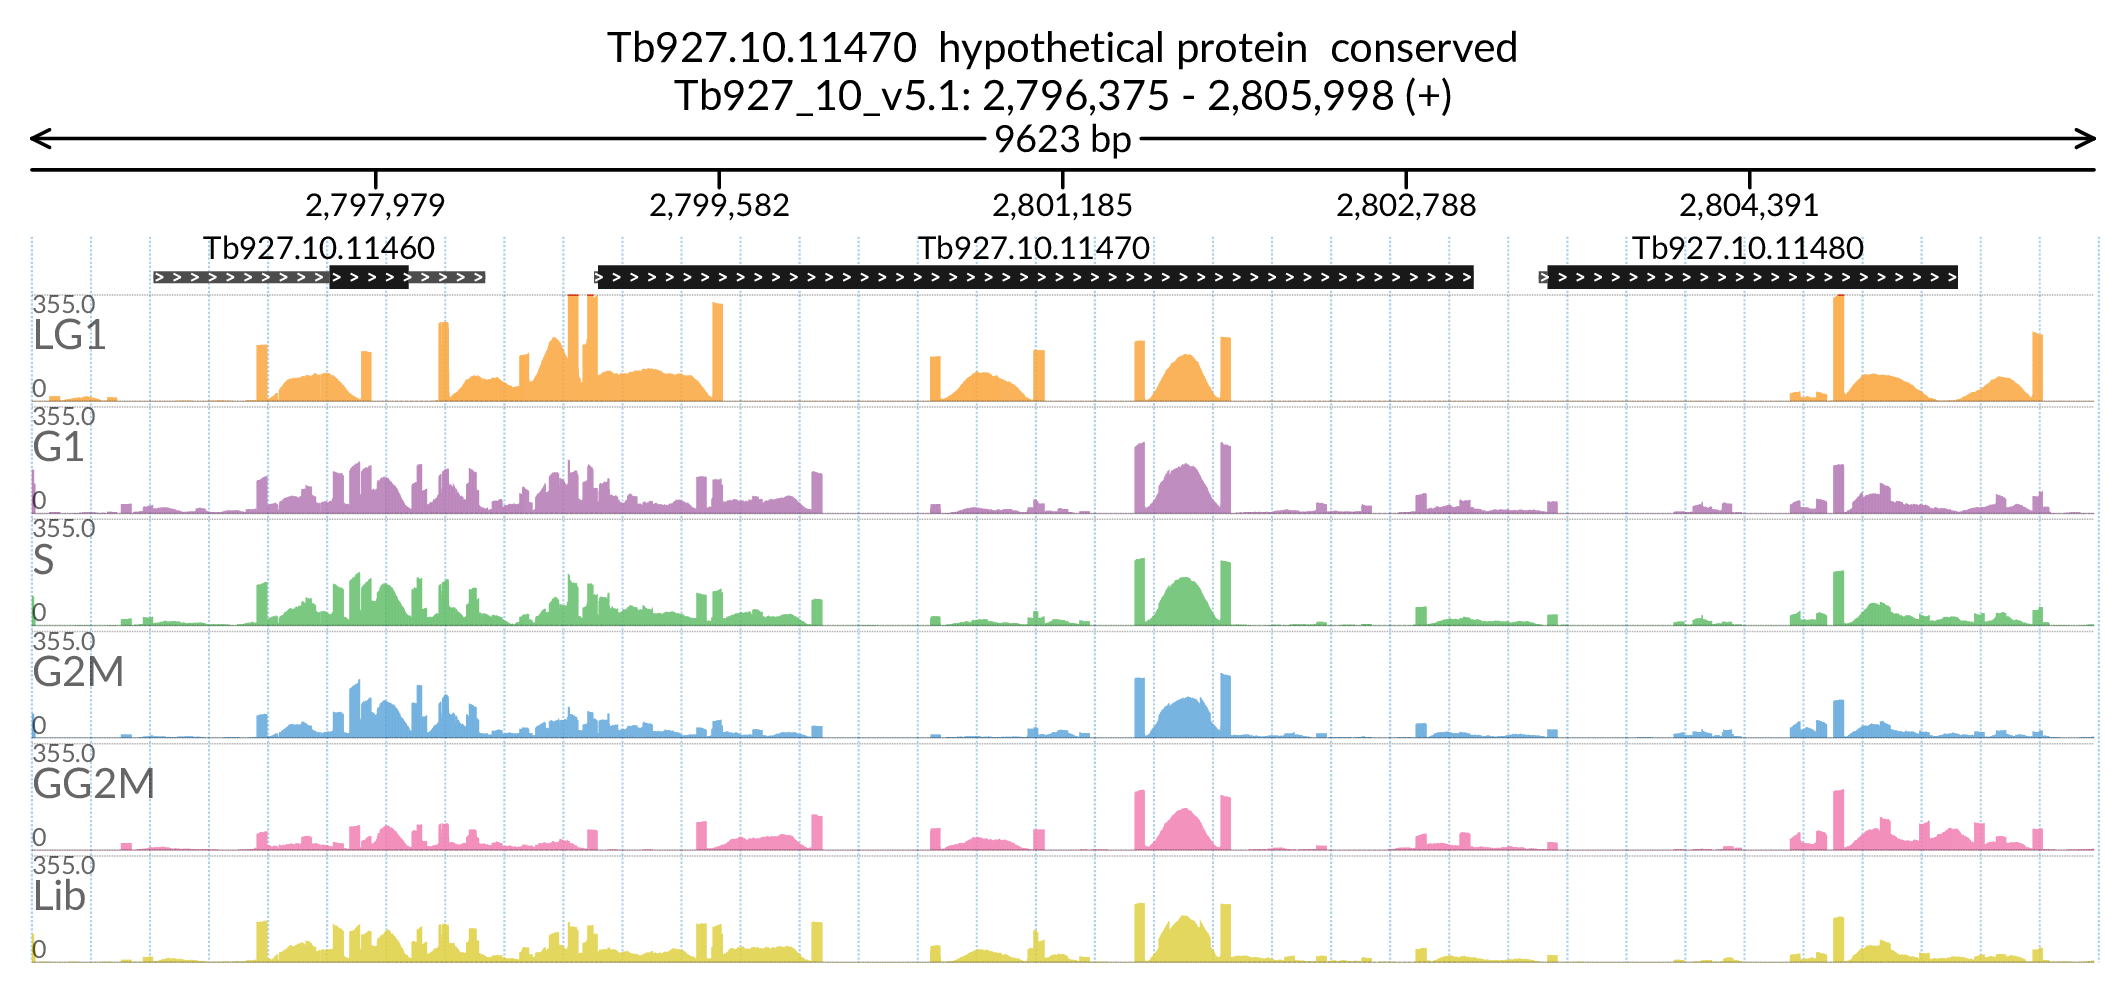 Tb927.10.11470 hypothetical protein conserved
Tb927_10_v5.1: 2,796,375 - 2,805,998 (+)
9623 bp
2,797,979 2,799,582 2,801,185 2,802,788 2,804,391
Tb927.10.11460 Tb927.10.11470 Tb927.10.11480
355.0
LG1
0
355.0
G1
0
355.0
S
0
355.0
G2M
0
355.0
GG2M
0
355.0
Lib
0